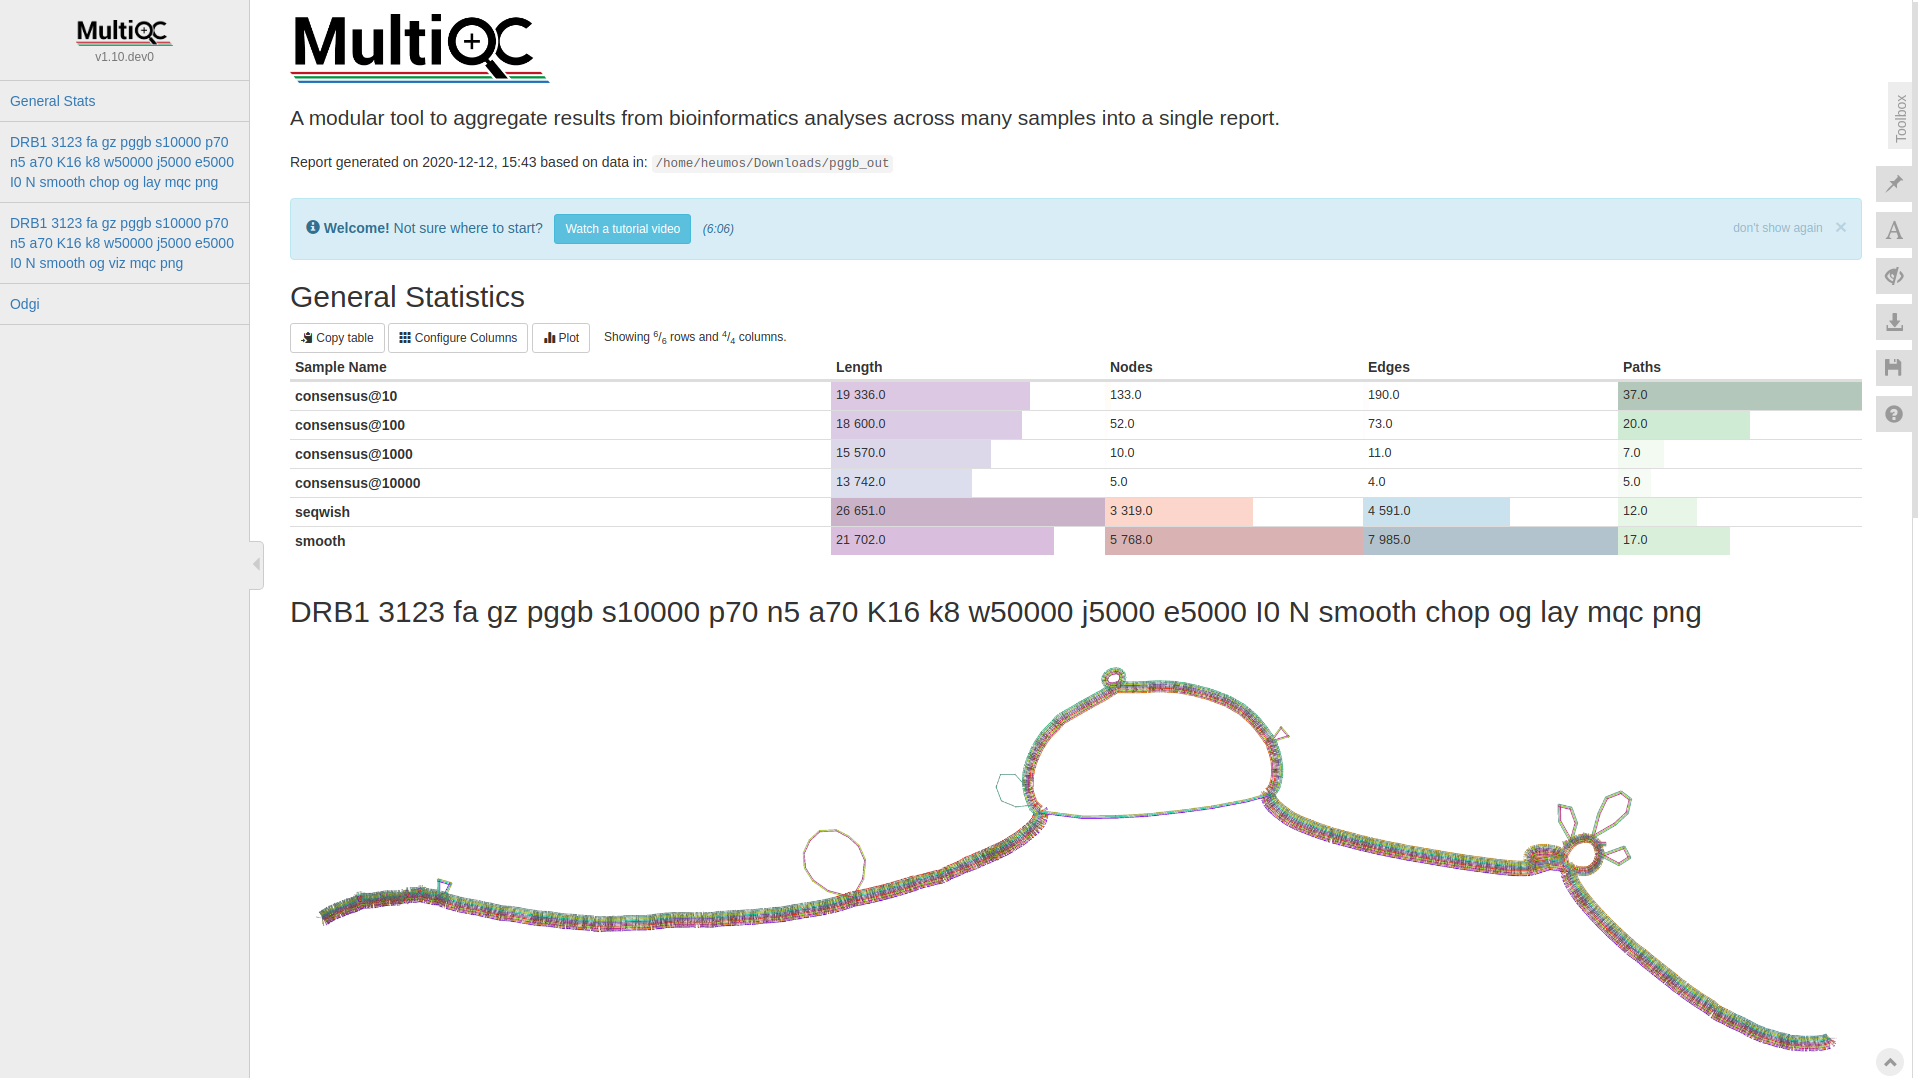 MultiQC
v1.10.dev0
General Stats
DRB1 3123 fa gz pggb s10000 p70
n5 a70 K16 k8 w50000 j5000 e5000
I0 N smooth chop og lay mqc png
DRB1 3123 fa gz pggb s10000 p70
n5 a70 K16 k8 w50000 j5000 e5000
I0 N smooth og viz mqc png
Odgi
MultiQC
A modular tool to aggregate results from bioinformatics analyses across many samples into a single report.
Report generated on 2020-12-12, 15:43 based on data in: /home/heumos/Downloads/pggb_out
Welcome! Not sure where to start? Watch a tutorial video (6:06) don't show again ×
General Statistics
Copy table Configure Columns Plot Showing 6/6 rows and 4/4 columns.
Sample Name Length Nodes Edges Paths
consensus@10 19 336.0 133.0 190.0 37.0
consensus@100 18 600.0 52.0 73.0 20.0
consensus@1000 15 570.0 10.0 11.0 7.0
consensus@10000 13 742.0 5.0 4.0 5.0
seqwish 26 651.0 3 319.0 4 591.0 12.0
smooth 21 702.0 5 768.0 7 985.0 17.0
DRB1 3123 fa gz pggb s10000 p70 n5 a70 K16 k8 w50000 j5000 e5000 I0 N smooth chop og lay mqc png
Toolbox
A